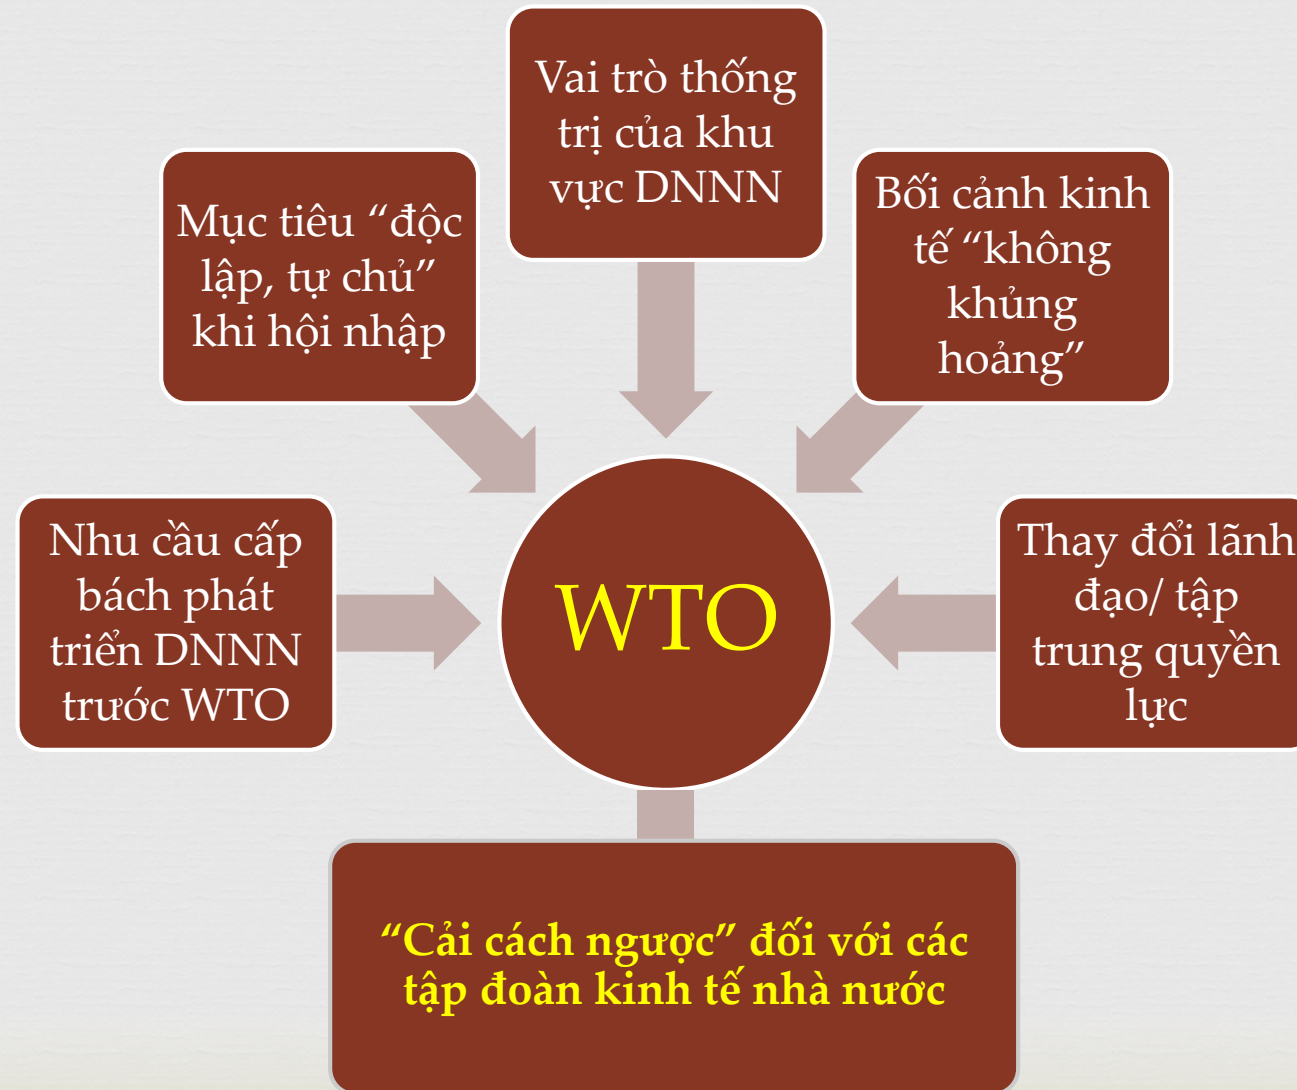 Vai trò thống
trị của khu
vực DNNN
Mục tiêu “độc
lập, tự chủ”
khi hội nhập
Bối cảnh kinh
tế “không
khủng
hoảng”
Nhu cầu cấp
bách phát
triển DNNN
trước WTO
WTO
Thay đổi lãnh
đạo/ tập
trung quyền
lực
“Cải cách ngược” đối với các
tập đoàn kinh tế nhà nước